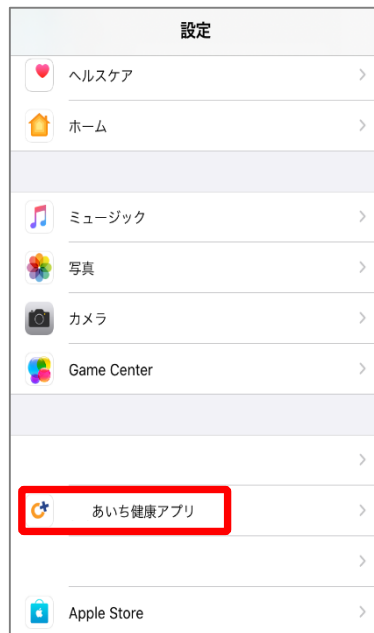 設定
ヘルスケア
ホーム
ミュージック
写真
カメラ
Game Center
あいち健康アプリ
Apple Store